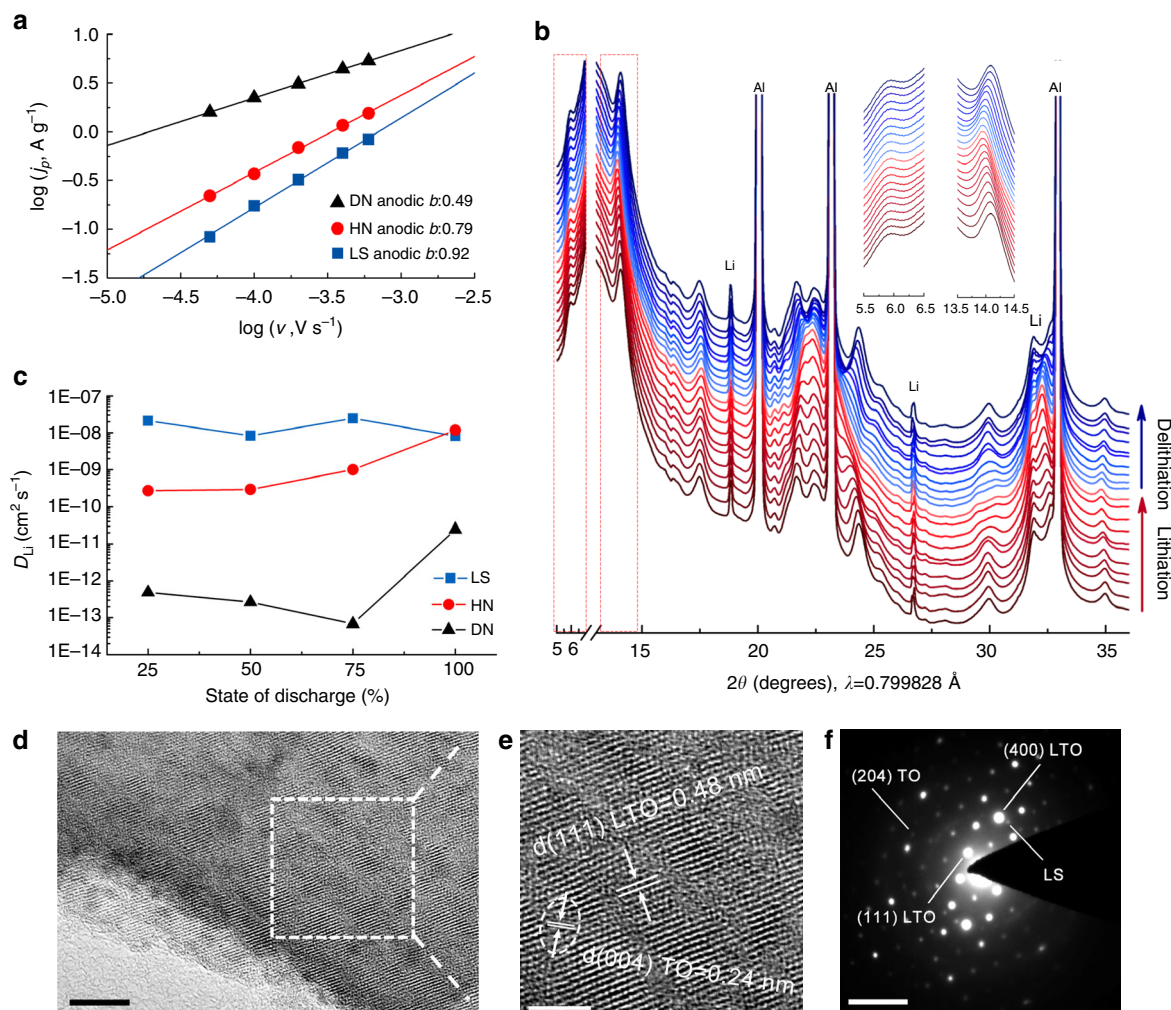 a
1.0
0.5
0.0
−0.5
−1.0
−1.5
log (jp, A g−1)
DN anodic b:0.49
HN anodic b:0.79
LS anodic b:0.92
−5.0 −4.5 −4.0 −3.5 −3.0 −2.5
log (v ,V s−1)
b
Al
Al
Al
Li
Li
Li
5.5 6.0 6.5 13.5 14.0 14.5
Delithiation
Lithiation
5 6 15 20 25 30 35
2θ (degrees), λ=0.799828 Å
c
1E−07
1E−08
1E−09
1E−10
1E−11
1E−12
1E−13
1E−14
DLi (cm2 s−1)
LS
HN
DN
25 50 75 100
State of discharge (%)
d
e
d(111) LTO=0.48 nm
d(004) TO=0.24 nm
f
(400) LTO
(204) TO
LS
(111) LTO